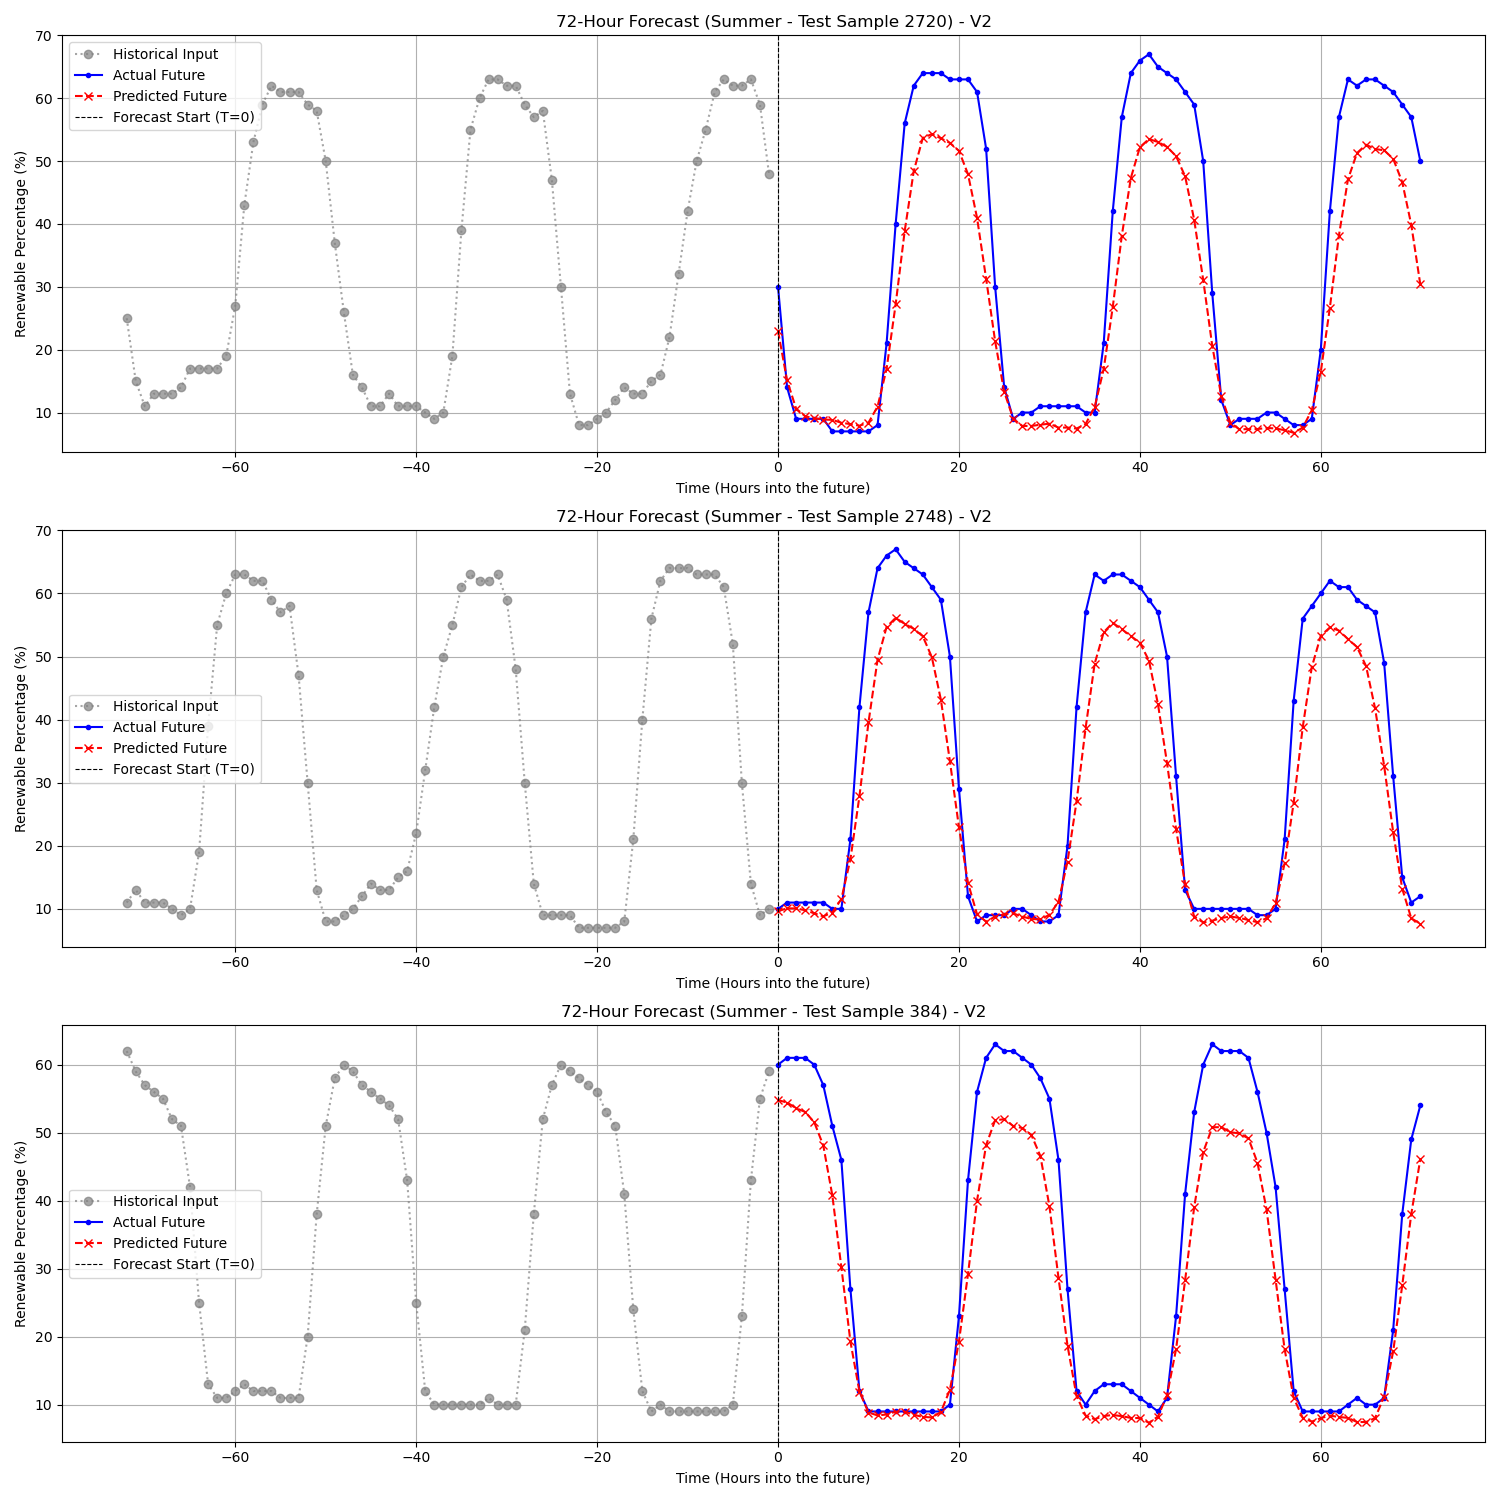 72-Hour Forecast (Summer - Test Sample 2720) - V2
70
60
50
40
30
20
10
Renewable Percentage (%)
Historical Input
Actual Future
Predicted Future
Forecast Start (T=0)
−60 −40 −20 0 20 40 60
Time (Hours into the future)
72-Hour Forecast (Summer - Test Sample 2748) - V2
70
60
50
40
30
20
10
Renewable Percentage (%)
Historical Input
Actual Future
Predicted Future
Forecast Start (T=0)
−60 −40 −20 0 20 40 60
Time (Hours into the future)
72-Hour Forecast (Summer - Test Sample 384) - V2
60
50
40
30
20
10
Renewable Percentage (%)
Historical Input
Actual Future
Predicted Future
Forecast Start (T=0)
−60 −40 −20 0 20 40 60
Time (Hours into the future)